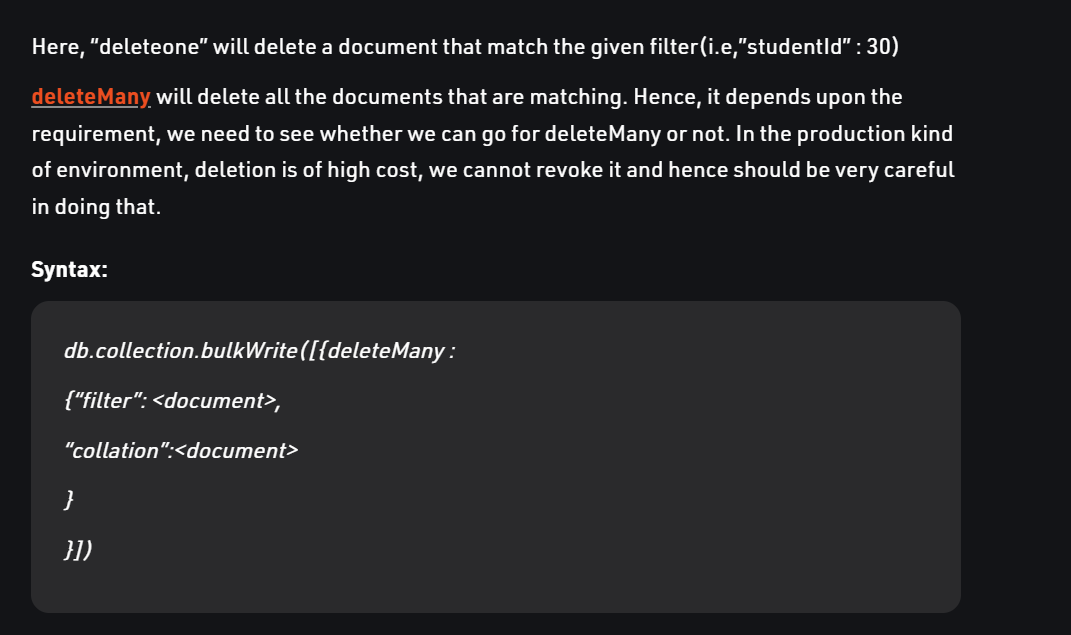 Here, “deleteone” will delete a document that match the given filter(i.e,”studentId” : 30)
deleteMany will delete all the documents that are matching. Hence, it depends upon the
requirement, we need to see whether we can go for deleteMany or not. In the production kind
of environment, deletion is of high cost, we cannot revoke it and hence should be very careful
in doing that.
Syntax:
db.collection.bulkWrite([{deleteMany :
{“filter”: <document>,
“collation”:<document>
}
}])